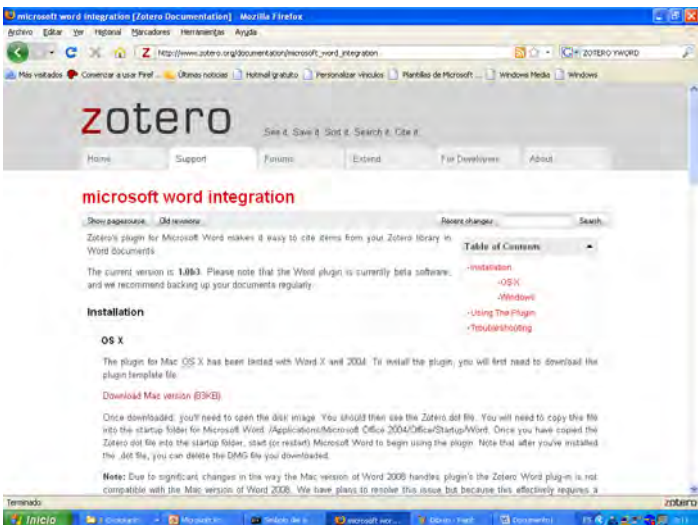 microsoft word integration [Zotero Documentation] - Mozilla Firefox
Archivo Editar Ver Historial Marcadores Herramientas Ayuda
http://www.zotero.org/documentation/microsoft_word_integration ZOTERO YWORD
Más visitados Comenzar a usar Firef... Últimas noticias Hotmail gratuito Personalizar vínculos Plantillas de Microsoft ... Windows Media Windows
zotero See it. Save it. Sort it. Search it. Cite it.
Home Support Forums Extend For Developers About
microsoft word integration
Show pagesource Old revisions Recent changes Search
Zotero's plugin for Microsoft Word makes it easy to cite items from your Zotero library in
Word documents.
The current version is 1.0b3. Please note that the Word plugin is currently beta software,
and we recommend backing up your documents regularly.
Table of Contents
-Installation
-OS X
-Windows
-Using The Plugin
-Troubleshooting
Installation
OS X
The plugin for Mac OS X has been tested with Word X and 2004. To install the plugin, you will first need to download the
plugin template file.
Download Mac version (83KB)
Once downloaded, you'll need to open the disk image. You should then see the Zotero.dot file. You will need to copy this file
into the startup folder for Microsoft Word /Applications/Microsoft Office 2004/Office/Startup/Word. Once you have copied the
Zotero dot file into the startup folder, start (or restart) Microsoft Word to begin using the plugin. Note that after you've installed
the .dot file, you can delete the DMG file you downloaded.
Note: Due to significant changes in the way the Mac version of Word 2008 handles plugin's the Zotero Word plug-in is not
compatible with the Mac version of Word 2008. We have plans to resolve this issue but because this effectively requires a
Terminado zotero
Inicio microsoft wor... Documento1 ES